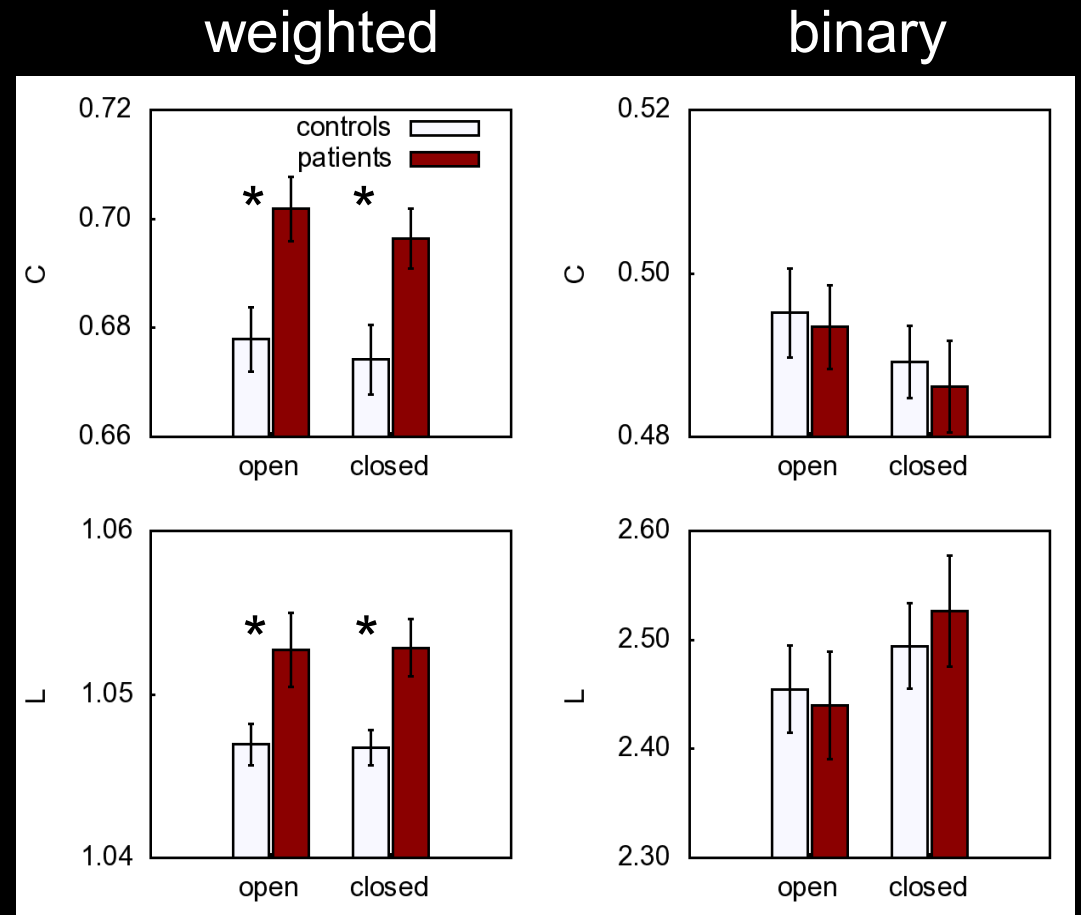 weighted binary
0.72
controls
patients
* *
0.70
C
0.68
0.66
open closed
0.52
C
0.50
0.48
open closed
1.06
* *
L
1.05
1.04
open closed
2.60
2.50
L
2.40
2.30
open closed